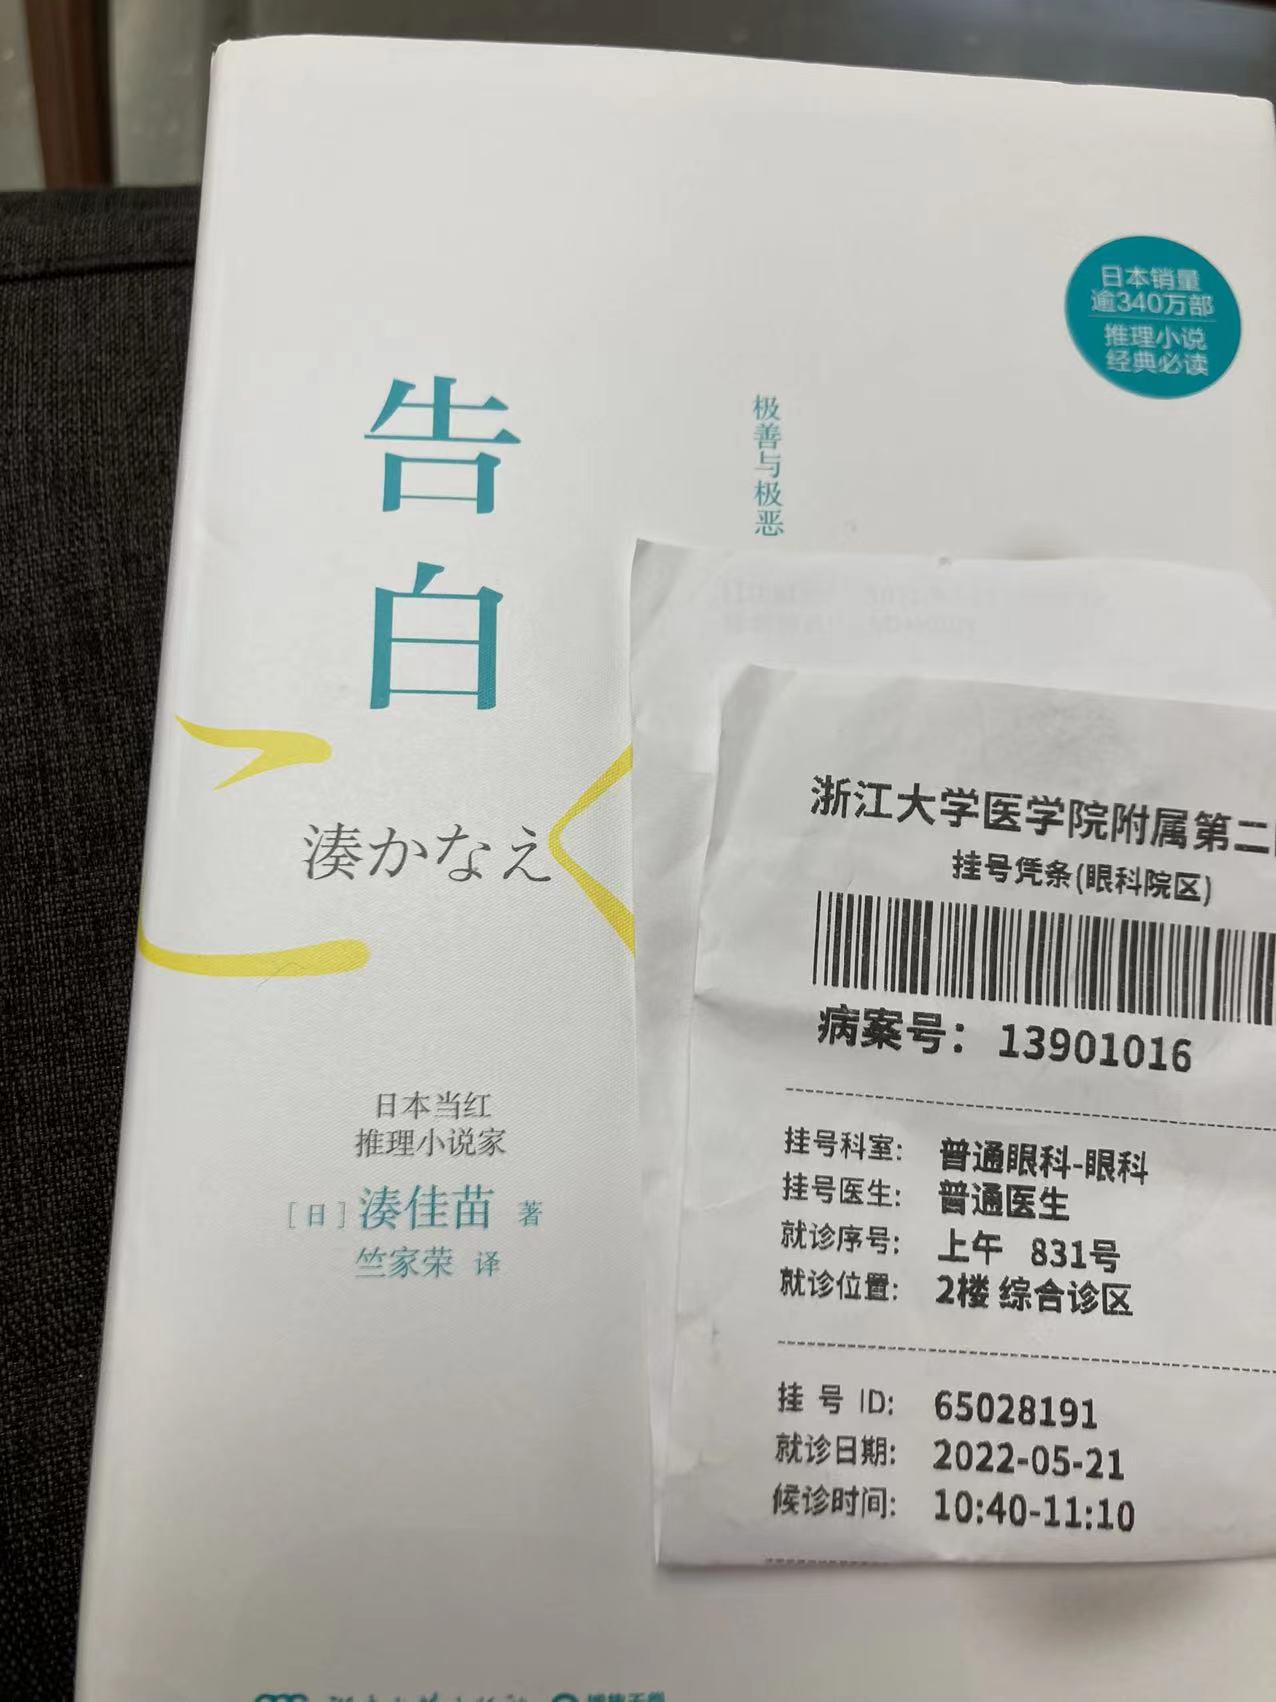 日本销量
逾340万部
推理小说
经典必读
极善与极恶
告白
湊かなえ
日本当红
推理小说家
［日］湊佳苗 著
竺家荣 译
浙江大学医学院附属第二
挂号凭条(眼科院区)
病案号： 13901016
挂号科室： 普通眼科-眼科
挂号医生： 普通医生
就诊序号： 上午 831号
就诊位置： 2楼 综合诊区
挂 号 ID: 65028191
就诊日期: 2022-05-21
候诊时间: 10:40-11:10